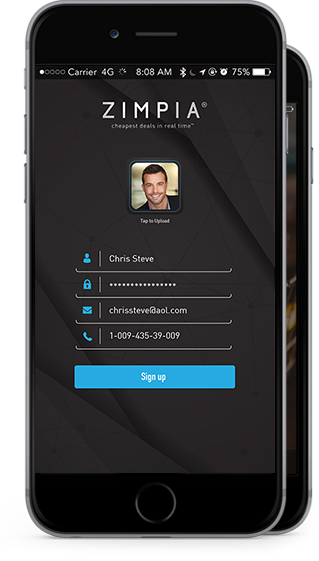 ●○○○○ Carrier 4G 8:08 AM 75%
ZIMPIA®
cheapest deals in real time™
Tap to Upload
Chris Steve
••••••••••••••••
chrissteve@aol.com
1-009-435-39-009
Sign up